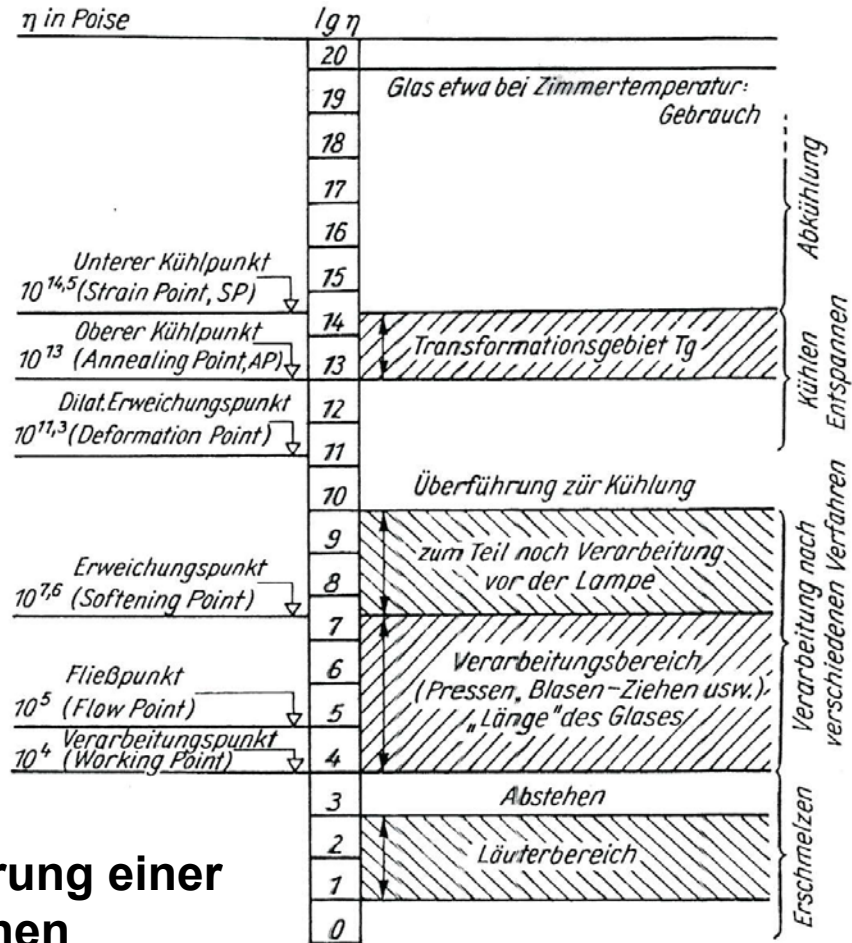 η in Poise
lg η
20
19
18
17
16
15
14
13
12
11
10
9
8
7
6
5
4
3
2
1
0
Unterer Kühlpunkt
10^14,5 (Strain Point, SP)
Oberer Kühlpunkt
10^13 (Annealing Point, AP)
Dilat. Erweichungspunkt
10^11,3 (Deformation Point)
Erweichungspunkt
10^7,6 (Softening Point)
Fließpunkt
10^5 (Flow Point)
Verarbeitungspunkt
10^4 (Working Point)
Glas etwa bei Zimmertemperatur:
Gebrauch
Transformationsgebiet Tg
Überführung zür Kühlung
zum Teil noch Verarbeitung
vor der Lampe
Verarbeitungsbereich
(Pressen, Blasen-Ziehen usw.)
„Länge" des Glases
Abstehen
Läuterbereich
Abkühlung
Kühlen
Entspannen
Verarbeitung nach
verschiedenen Verfahren
Erschmelzen
rung einer